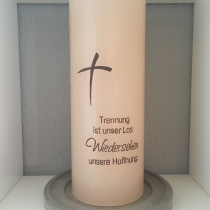 Trennung
ist unser Los
Wiedersehen
unsere Hoffnung